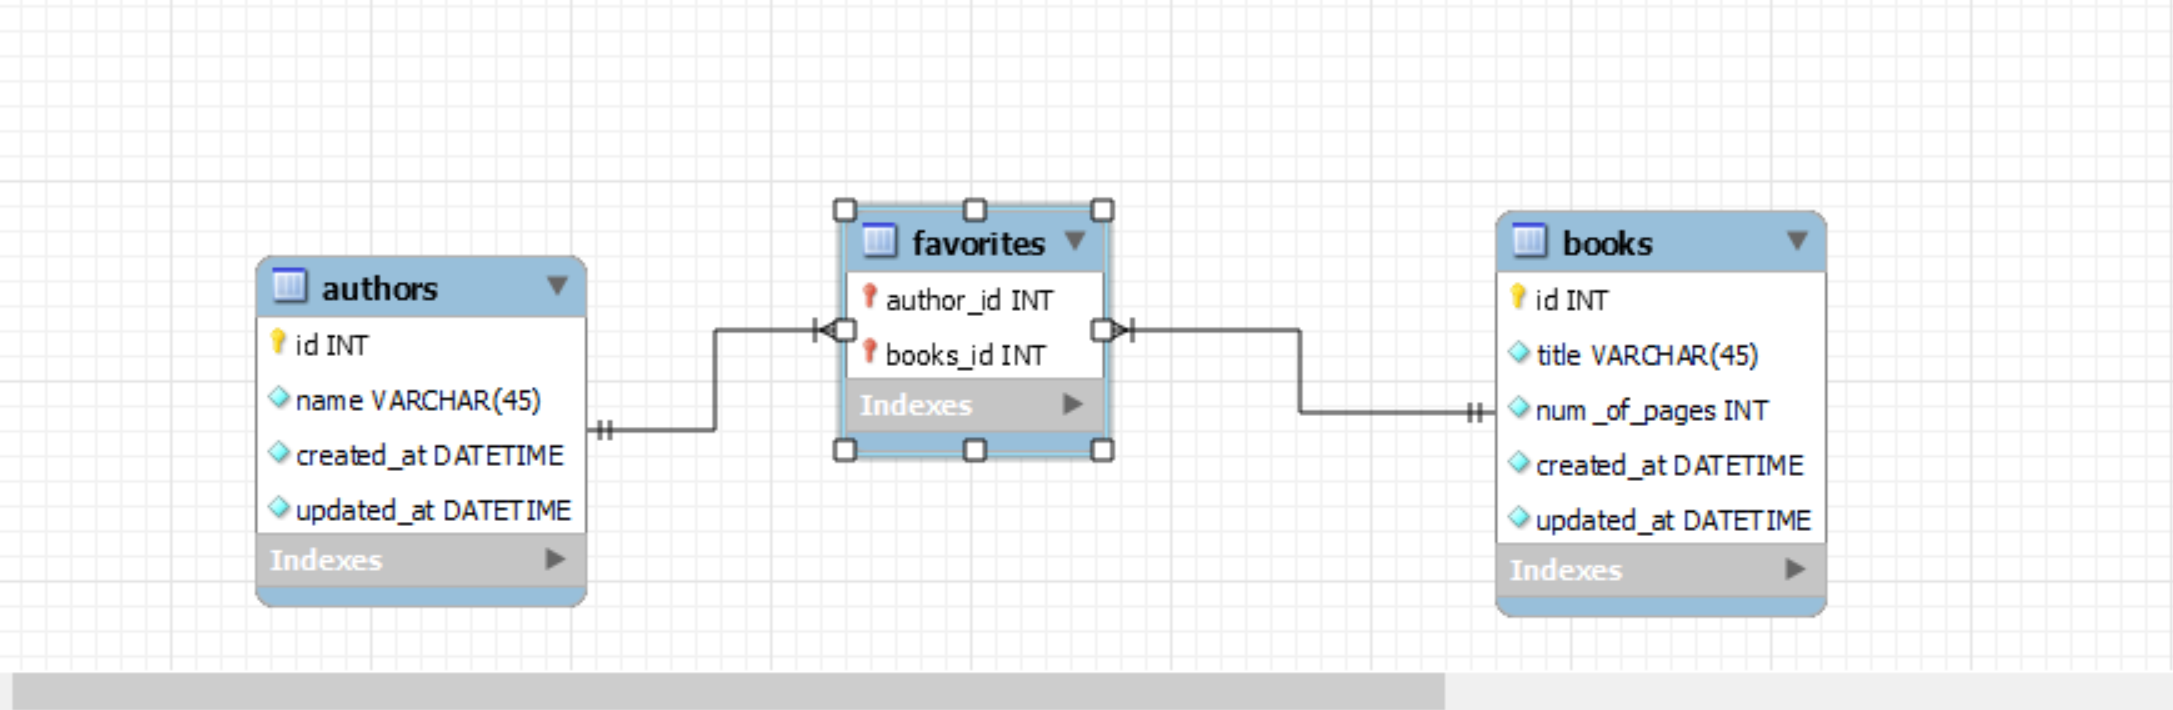 authors
id INT
name VARCHAR(45)
created_at DATETIME
updated_at DATETIME
Indexes
favorites
author_id INT
books_id INT
Indexes
books
id INT
title VARCHAR(45)
num_of_pages INT
created_at DATETIME
updated_at DATETIME
Indexes